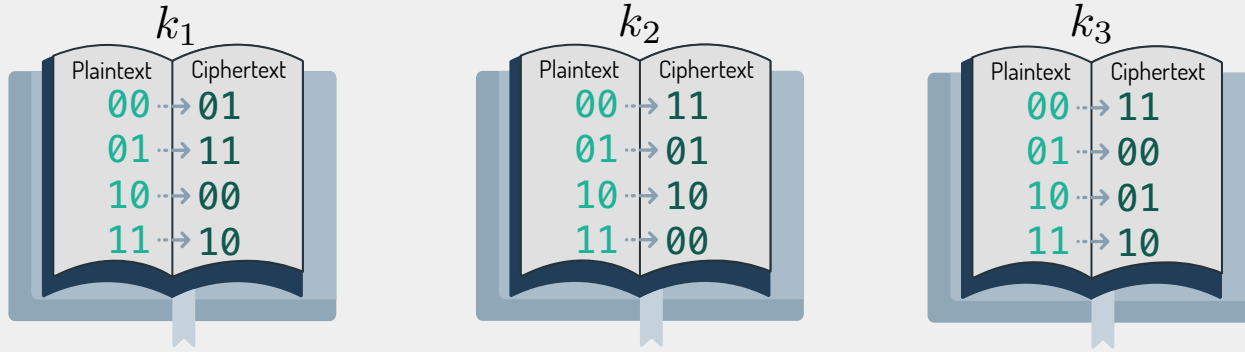 k1
Plaintext Ciphertext
00 → 01
01 → 11
10 → 00
11 → 10
k2
Plaintext Ciphertext
00 → 11
01 → 01
10 → 10
11 → 00
k3
Plaintext Ciphertext
00 → 11
01 → 00
10 → 01
11 → 10